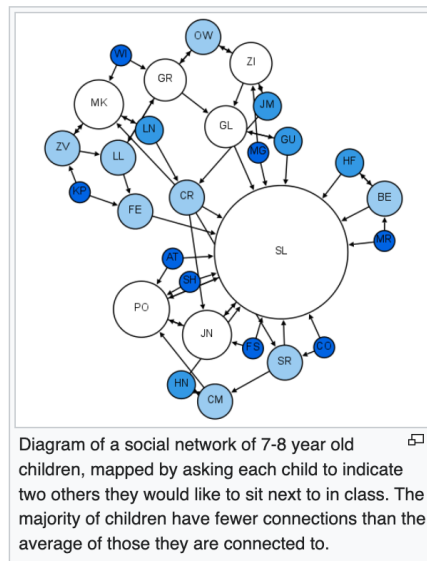 OW
WI
ZI
GR
MK
JM
LN
GL
GU
ZV
LL
MG
HF
KP
CR
BE
FE
MR
SL
AT
SH
PO
JN
FS
CO
SR
HN
CM
Diagram of a social network of 7-8 year old
children, mapped by asking each child to indicate
two others they would like to sit next to in class. The
majority of children have fewer connections than the
average of those they are connected to.